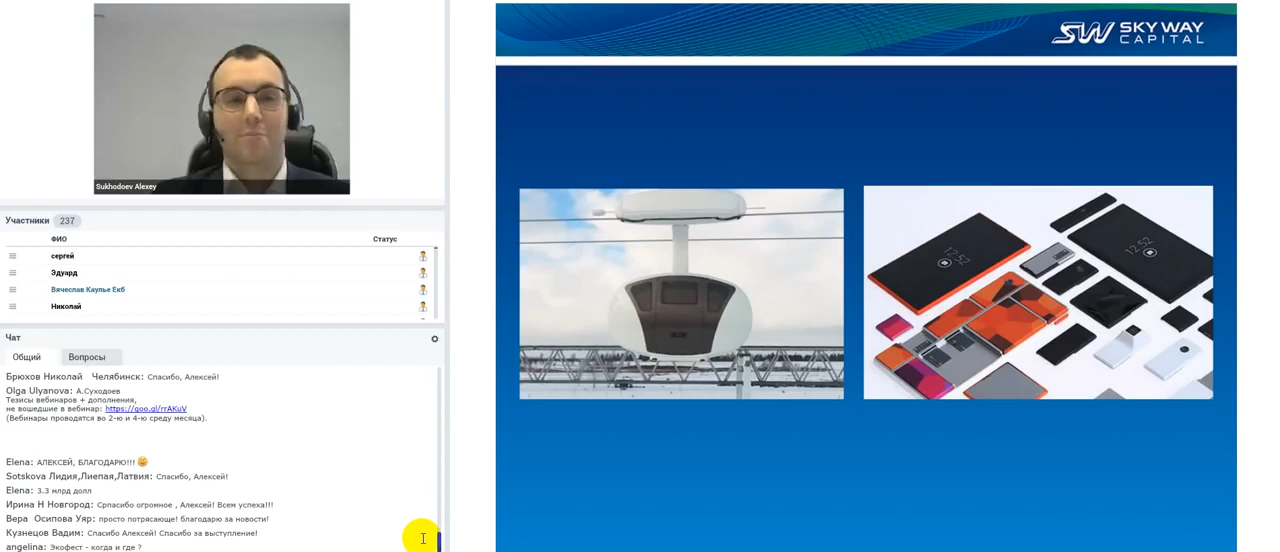 Sukhodoev Alexey
Участники 237
ФИО Статус
сергей
Эдуард
Вячеслав Каулье Екб
Николай
Чат
Общий Вопросы
Брюхов Николай Челябинск: Спасибо, Алексей!
Olga Ulyanova: А.Суходоев
Тезисы вебинаров + дополнения,
не вошедшие в вебинар: https://goo.gl/rrAKuV
(Вебинары проводятся во 2-ю и 4-ю среду месяца).
Elena: АЛЕКСЕЙ, БЛАГОДАРЮ!!!
Sotskova Лидия,Лиепая,Латвия: Спасибо, Алексей!
Elena: 3.3 млрд долл
Ирина Н Новгород: Српасибо огромное , Алексей! Всем успеха!!!
Вера Осипова Уяр: просто потрясающе! благодарю за новости!
Кузнецов Вадим: Спасибо Алексей! Спасибо за выступление!
angelina: Экофест - когда и где ?
SW SKY WAY
CAPITAL
12:52
12:52